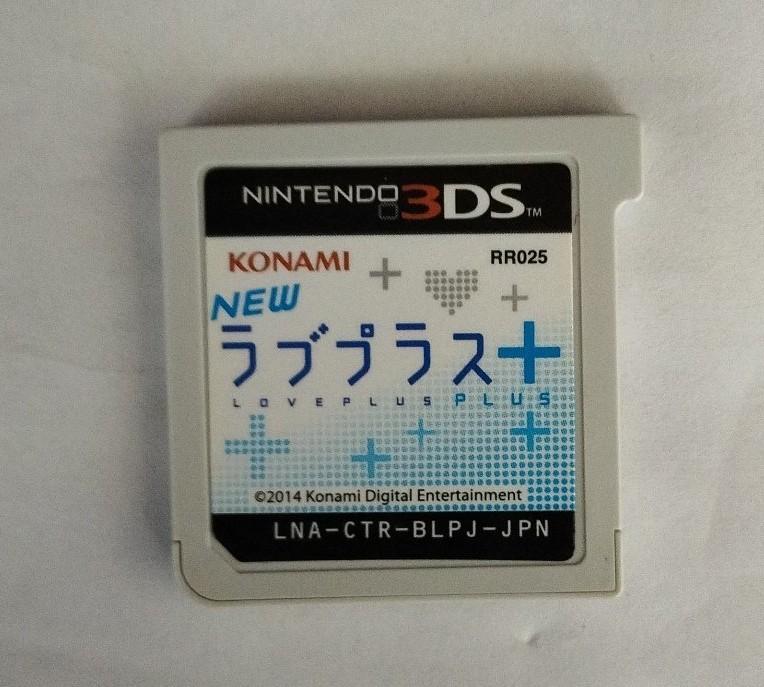 NINTENDO 3DS™
KONAMI
RR025
NEW
ラブプラス+
LOVEPLUS PLUS
©2014 Konami Digital Entertainment
LNA-CTR-BLPJ-JPN